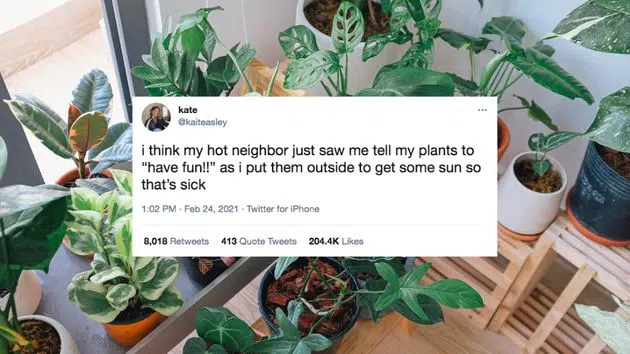 kate
@kaiteasley
i think my hot neighbor just saw me tell my plants to
“have fun!!” as i put them outside to get some sun so
that’s sick
1:02 PM · Feb 24, 2021 · Twitter for iPhone
8,018 Retweets 413 Quote Tweets 204.4K Likes